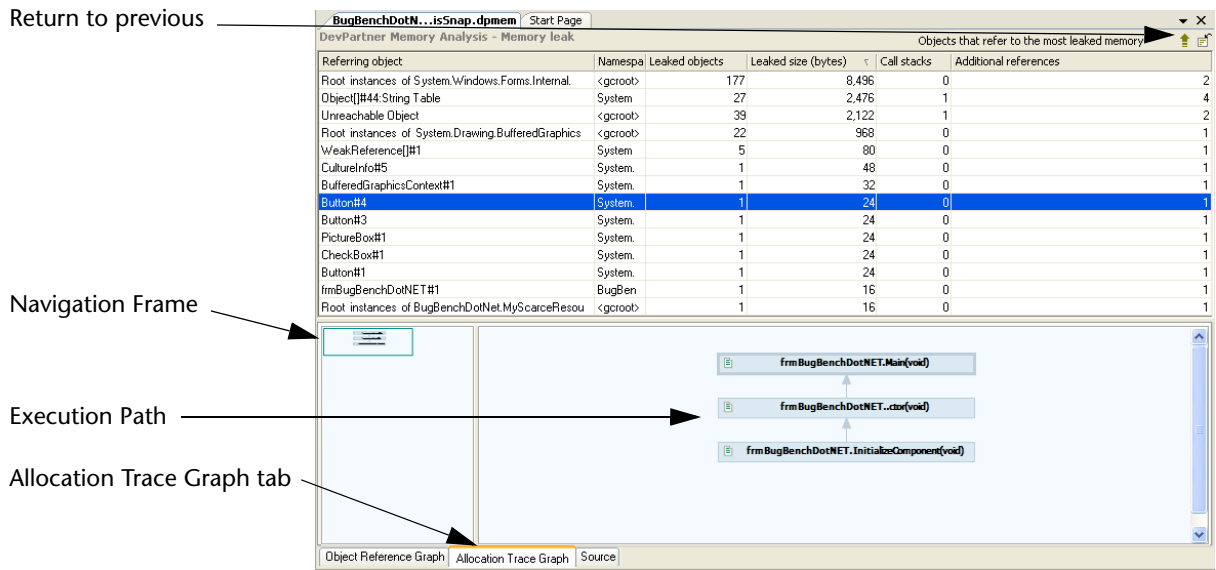 Return to previous
BugBenchDotN...isSnap.dpmem Start Page
DevPartner Memory Analysis - Memory leak
Objects that refer to the most leaked memory
Referring object Namespa Leaked objects Leaked size (bytes) Call stacks Additional references
Root instances of System.Windows.Forms.Internal. <gcroot> 177 8,496 0 2
Object[]#44:String Table System 27 2,476 1 4
Unreachable Object <gcroot> 39 2,122 1 2
Root instances of System.Drawing.BufferedGraphics <gcroot> 22 968 0 1
WeakReference[]#1 System 5 80 0 1
CultureInfo#5 System. 1 48 0 1
BufferedGraphicsContext#1 System. 1 32 0 1
Button#4 System. 1 24 0 1
Button#3 System. 1 24 0 1
PictureBox#1 System. 1 24 0 1
CheckBox#1 System. 1 24 0 1
Button#1 System. 1 24 0 1
frmBugBenchDotNET#1 BugBen 1 16 0 1
Root instances of BugBenchDotNet.MyScarceResou <gcroot> 1 16 0 1
Navigation Frame
frmBugBenchDotNET.Main(void)
Execution Path
frmBugBenchDotNET..ctor(void)
frmBugBenchDotNET.InitializeComponent(void)
Allocation Trace Graph tab
Object Reference Graph Allocation Trace Graph Source